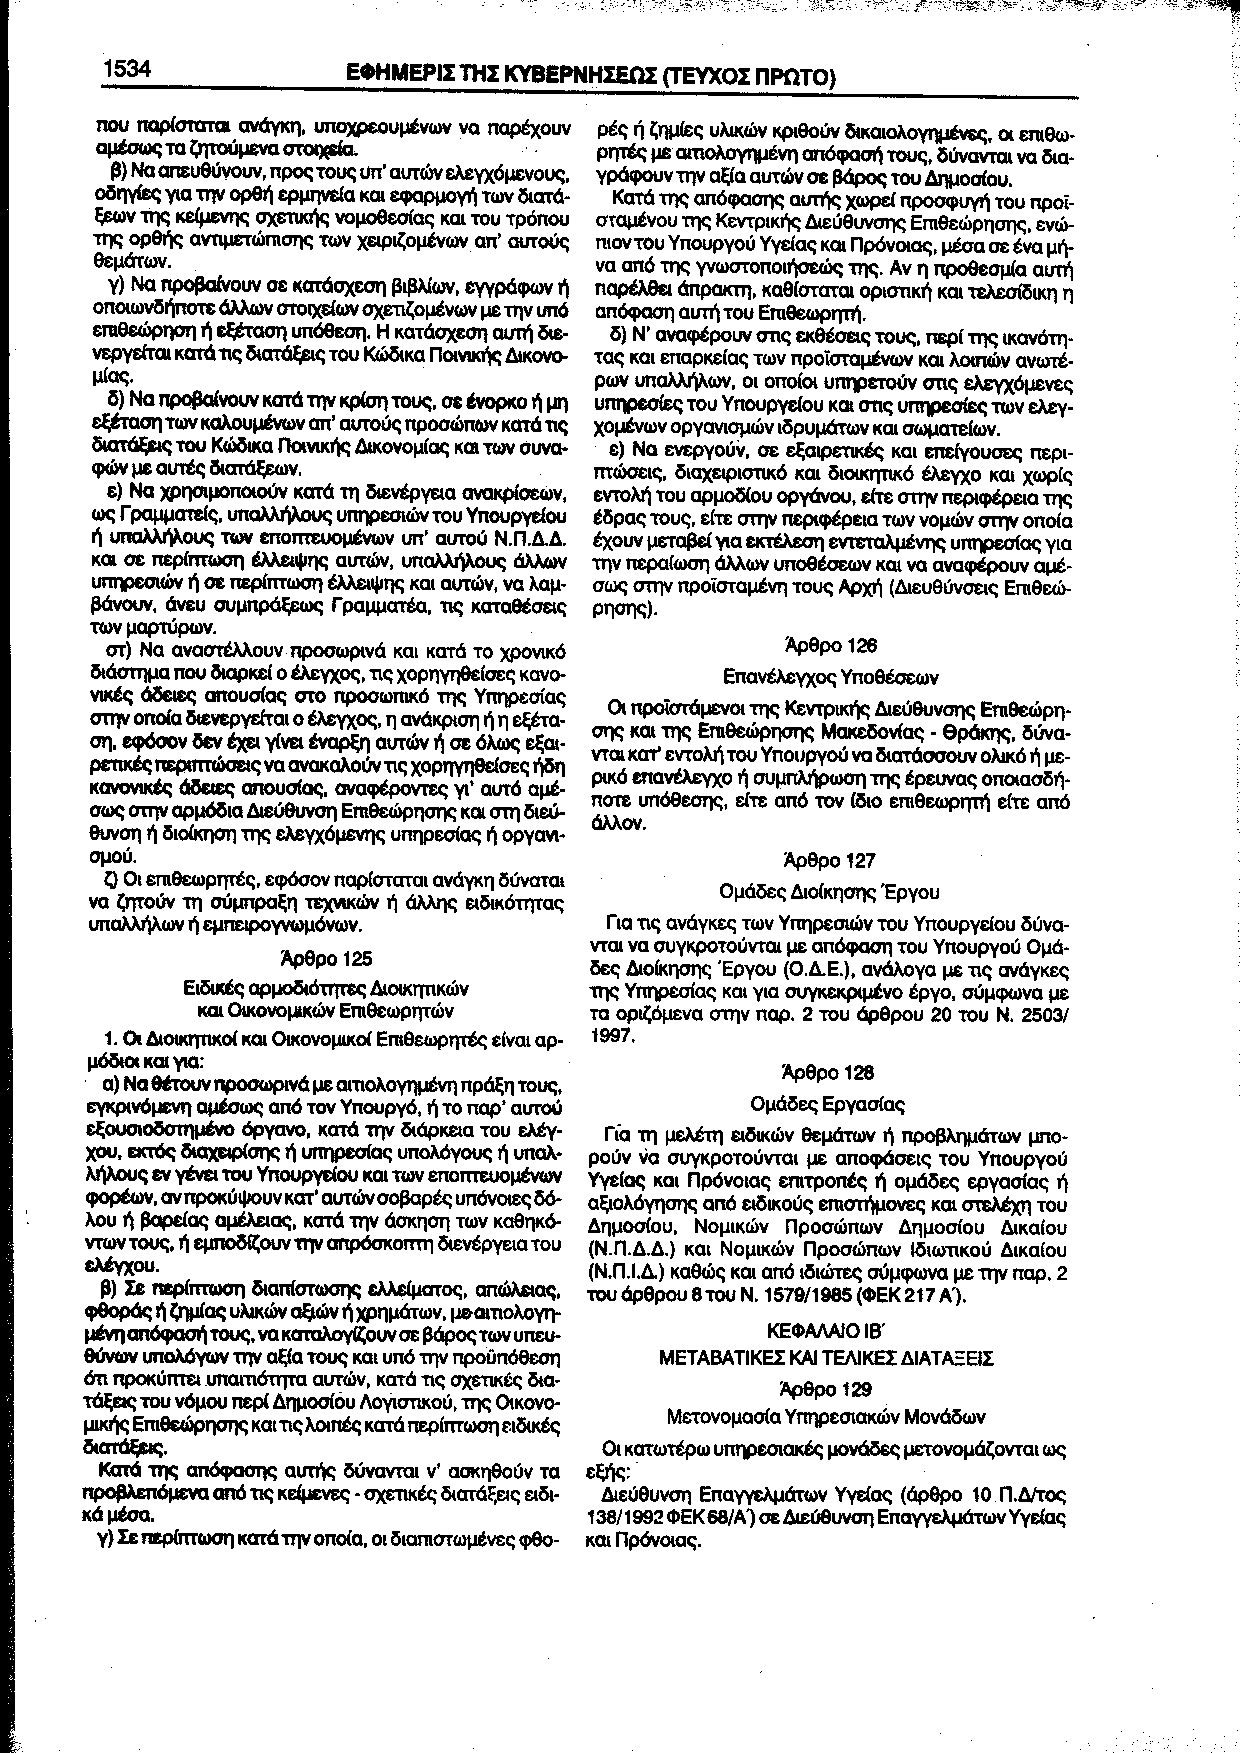 1534
ΕΦΗΜΕΡΙΣ ΤΗΣ ΚΥΒΕΡΝΗΣΕΩΣ (ΤΕΥΧΟΣ ΠΡΩΤΟ)
που παρίσταται ανάγκη, υποχρεουμένων να παρέχουν
αμέσως τα ζητούμενα στοιχεία.
β) Να απευθύνουν, προς τους υπ' αυτών ελεγχόμενους,
οδηγίες για την ορθή ερμηνεία και εφαρμογή των διατά-
ξεων της κείμενης σχετικής νομοθεσίας και του τρόπου
της ορθής αντιμετώπισης των χειριζομένων απ' αυτούς
θεμάτων.
γ) Να προβαίνουν σε κατάσχεση βιβλίων, εγγράφων ή
οποιωνδήποτε άλλων στοιχείων σχετιζομένων με την υπό
επιθεώρηση ή εξέταση υπόθεση. Η κατάσχεση αυτή διε-
νεργείται κατά τις διατάξεις του Κώδικα Ποινικής Δικονο-
μίας.
δ) Να προβαίνουν κατά την κρίση τους, σε ένορκο ή μη
εξέταση των καλουμένων απ' αυτούς προσώπων κατά τις
διατάξεις του Κώδικα Ποινικής Δικονομίας και των συνα-
φών με αυτές διατάξεων.
ε) Να χρησιμοποιούν κατά τη διενέργεια ανακρίσεων,
ως Γραμματείς, υπαλλήλους υπηρεσιών του Υπουργείου
ή υπαλλήλους των εποπτευομένων υπ' αυτού Ν.Π.Δ.Δ.
και σε περίπτωση έλλειψης αυτών, υπαλλήλους άλλων
υπηρεσιών ή σε περίπτωση έλλειψης και αυτών, να λαμ-
βάνουν, άνευ συμπράξεως Γραμματέα, τις καταθέσεις
των μαρτύρων.
στ) Να αναστέλλουν προσωρινά και κατά το χρονικό
διάστημα που διαρκεί ο έλεγχος, τις χορηγηθείσες κανο-
νικές άδειες απουσίας στο προσωπικό της Υπηρεσίας
στην οποία διενεργείται ο έλεγχος, η ανάκριση ή η εξέτα-
ση, εφόσον δεν έχει γίνει έναρξη αυτών ή σε όλως εξαι-
ρετικές περιπτώσεις να ανακαλούν τις χορηγηθείσες ήδη
κανονικές άδειες απουσίας, αναφέροντες γι' αυτό αμέ-
σως στην αρμόδια Διεύθυνση Επιθεώρησης και στη διεύ-
θυνση ή διοίκηση της ελεγχόμενης υπηρεσίας ή οργανι-
σμού.
ζ) Οι επιθεωρητές, εφόσον παρίσταται ανάγκη δύναται
να ζητούν τη σύμπραξη τεχνικών ή άλλης ειδικότητας
υπαλλήλων ή εμπειρογνωμόνων.
Άρθρο 125
Ειδικές αρμοδιότητες Διοικητικών
και Οικονομικών Επιθεωρητών
1. Οι Διοικητικοί και Οικονομικοί Επιθεωρητές είναι αρ-
μόδιοι και για:
α) Να θέτουν προσωρινά με αιτιολογημένη πράξη τους,
εγκρινόμενη αμέσως από τον Υπουργό, ή το παρ' αυτού
εξουσιοδοτημένο όργανο, κατά την διάρκεια του ελέγ-
χου, εκτός διαχειρίσης ή υπηρεσίας υπολόγους ή υπαλ-
λήλους εν γένει του Υπουργείου και των εποπτευομένων
φορέων, αν προκύψουν κατ' αυτών σοβαρές υπόνοιες δό-
λου ή βαρείας αμέλειας, κατά την άσκηση των καθηκό-
ντων τους, ή εμποδίζουν την απρόσκοπτη διενέργεια του
ελέγχου.
β) Σε περίπτωση διαπίστωσης ελλείματος, απώλειας,
φθοράς ή ζημίας υλικών αξιών ή χρημάτων, με αιτιολογη-
μένη απόφασή τους, να καταλογίζουν σε βάρος των υπευ-
θύνων υπολόγων την αξία τους και υπό την προϋπόθεση
ότι προκύπτει υπαιτιότητα αυτών, κατά τις σχετικές δια-
τάξεις του νόμου περί Δημοσίου Λογιστικού, της Οικονο-
μικής Επιθεώρησης και τις λοιπές κατά περίπτωση ειδικές
διατάξεις.
Κατά της απόφασης αυτής δύνανται ν' ασκηθούν τα
προβλεπόμενα από τις κείμενες - σχετικές διατάξεις ειδι-
κά μέσα.
γ) Σε περίπτωση κατά την οποία, οι διαπιστωμένες φθο-
ρές ή ζημίες υλικών κριθούν δικαιολογημένες, οι επιθεω-
ρητές με αιτιολογημένη απόφασή τους, δύνανται να δια-
γράφουν την αξία αυτών σε βάρος του Δημοσίου.
Κατά της απόφασης αυτής χωρεί προσφυγή του προϊ-
σταμένου της Κεντρικής Διεύθυνσης Επιθεώρησης, ενώ-
πιον του Υπουργού Υγείας και Πρόνοιας, μέσα σε ένα μή-
να από της γνωστοποιήσεώς της. Αν η προθεσμία αυτή
παρέλθει άπρακτη, καθίσταται οριστική και τελεσίδικη η
απόφαση αυτή του Επιθεωρητή.
δ) Ν' αναφέρουν στις εκθέσεις τους, περί της ικανότη-
τας και επαρκείας των προϊσταμένων και λοιπών ανωτέ-
ρων υπαλλήλων, οι οποίοι υπηρετούν στις ελεγχόμενες
υπηρεσίες του Υπουργείου και στις υπηρεσίες των ελεγ-
χομένων οργανισμών ιδρυμάτων και σωματείων.
ε) Να ενεργούν, σε εξαιρετικές και επείγουσες περι-
πτώσεις, διαχειριστικό και διοικητικό έλεγχο και χωρίς
εντολή του αρμοδίου οργάνου, είτε στην περιφέρεια της
έδρας τους, είτε στην περιφέρεια των νομών στην οποία
έχουν μεταβεί για εκτέλεση εντεταλμένης υπηρεσίας για
την περαίωση άλλων υποθέσεων και να αναφέρουν αμέ-
σως στην προϊσταμένη τους Αρχή (Διευθύνσεις Επιθεώ-
ρησης).
Άρθρο 126
Επανέλεγχος Υποθέσεων
Οι προϊστάμενοι της Κεντρικής Διεύθυνσης Επιθεώρη-
σης και της Επιθεώρησης Μακεδονίας - Θράκης, δύνα-
νται κατ' εντολή του Υπουργού να διατάσσουν ολικό ή με-
ρικό επανέλεγχο ή συμπλήρωση της έρευνας οποιασδή-
ποτε υπόθεσης, είτε από τον ίδιο επιθεωρητή είτε από
άλλον.
Άρθρο 127
Ομάδες Διοίκησης Έργου
Για τις ανάγκες των Υπηρεσιών του Υπουργείου δύνα-
νται να συγκροτούνται με απόφαση του Υπουργού Ομά-
δες Διοίκησης Έργου (Ο.Δ.Ε.), ανάλογα με τις ανάγκες
της Υπηρεσίας και για συγκεκριμένο έργο, σύμφωνα με
τα οριζόμενα στην παρ. 2 του άρθρου 20 του Ν. 2503/
1997.
Άρθρο 128
Ομάδες Εργασίας
Για τη μελέτη ειδικών θεμάτων ή προβλημάτων μπο-
ρούν να συγκροτούνται με αποφάσεις του Υπουργού
Υγείας και Πρόνοιας επιτροπές ή ομάδες εργασίας ή
αξιολόγησης από ειδικούς επιστήμονες και στελέχη του
Δημοσίου, Νομικών Προσώπων Δημοσίου Δικαίου
(Ν.Π.Δ.Δ.) και Νομικών Προσώπων Ιδιωτικού Δικαίου
(Ν.Π.Ι.Δ.) καθώς και από ιδιώτες σύμφωνα με την παρ. 2
του άρθρου 8 του Ν. 1579/1985 (ΦΕΚ 217 Α').
ΚΕΦΑΛΑΙΟ ΙΒ'
ΜΕΤΑΒΑΤΙΚΕΣ ΚΑΙ ΤΕΛΙΚΕΣ ΔΙΑΤΑΞΕΙΣ
Άρθρο 129
Μετονομασία Υπηρεσιακών Μονάδων
Οι κατωτέρω υπηρεσιακές μονάδες μετονομάζονται ως
εξής:
Διεύθυνση Επαγγελμάτων Υγείας (άρθρο 10 Π.Δ/τος
138/1992 ΦΕΚ 68/Α') σε Διεύθυνση Επαγγελμάτων Υγείας
και Πρόνοιας.